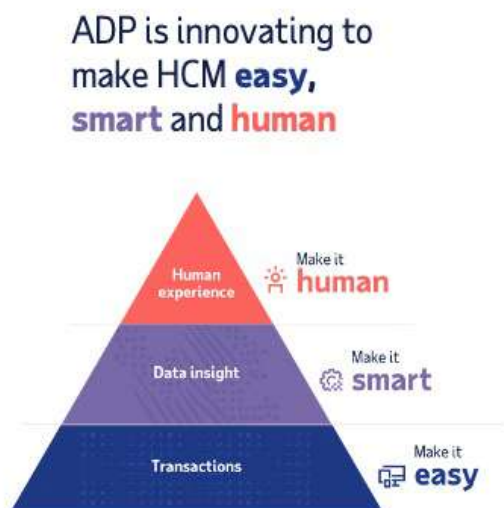 ADP is innovating to
make HCM easy,
smart and human
Human
experience
Make it
human
Data insight
Make it
smart
Transactions
Make it
easy